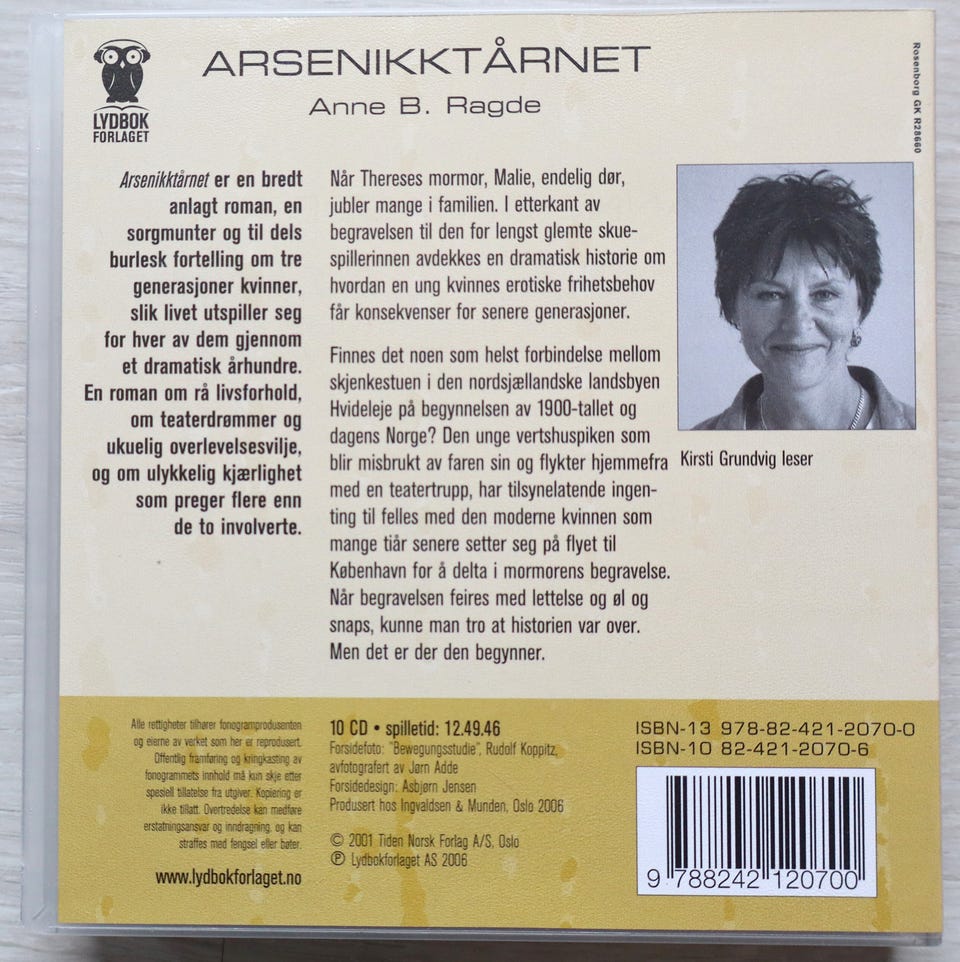 LYDBOK
FORLAGET
ARSENIKKTÅRNET
Anne B. Ragde
Rosenborg GK R28660
Arsenikktårnet er en bredt
anlagt roman, en
sorgmunter og til dels
burlesk fortelling om tre
generasjoner kvinner,
slik livet utspiller seg
for hver av dem gjennom
et dramatisk århundre.
En roman om rå livsforhold,
om teaterdrømmer og
ukuelig overlevelsesvilje,
og om ulykkelig kjærlighet
som preger flere enn
de to involverte.
Når Thereses mormor, Malie, endelig dør,
jubler mange i familien. I etterkant av
begravelsen til den for lengst glemte skue-
spillerinnen avdekkes en dramatisk historie om
hvordan en ung kvinnes erotiske frihetsbehov
får konsekvenser for senere generasjoner.
Finnes det noen som helst forbindelse mellom
skjenkestuen i den nordsjællandske landsbyen
Hvideleje på begynnelsen av 1900-tallet og
dagens Norge? Den unge vertshuspiken som
blir misbrukt av faren sin og flykter hjemmefra
med en teatertrupp, har tilsynelatende ingen-
ting til felles med den moderne kvinnen som
mange tiår senere setter seg på flyet til
København for å delta i mormorens begravelse.
Når begravelsen feires med lettelse og øl og
snaps, kunne man tro at historien var over.
Men det er der den begynner.
Kirsti Grundvig leser
Alle rettigheter tilhører fonogramprodusenten
og eierne av verket som her er reprodusert.
Offentlig framføring og kringkasting av
fonogrammets innhold må kun skje etter
spesiell tillatelse fra utgiver. Kopiering er
ikke tillatt. Overtredelse kan medføre
erstatningsansvar og inndragning, og kan
straffes med fengsel eller bøter.
www.lydbokforlaget.no
10 CD • spilletid: 12.49.46
Forsidefoto: "Bewegungsstudie", Rudolf Koppitz,
avfotografert av Jørn Adde
Forsidedesign: Asbjørn Jensen
Produsert hos Ingvaldsen & Munden, Oslo 2006
© 2001 Tiden Norsk Forlag A/S, Oslo
℗ Lydbokforlaget AS 2006
ISBN-13 978-82-421-2070-0
ISBN-10 82-421-2070-6
9 788242 120700